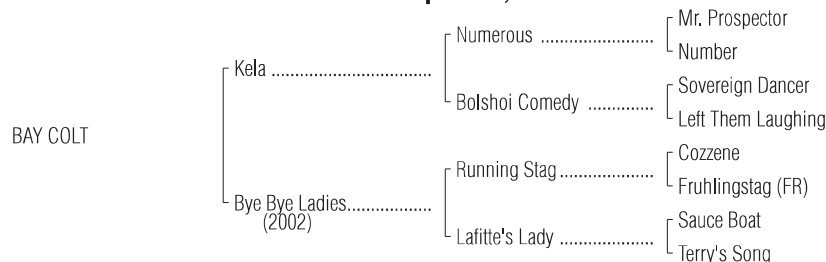 Mr. Prospector
Numerous ..........................
Number
Kela ....................................
Sovereign Dancer
Bolshoi Comedy ...............
Left Them Laughing
BAY COLT
Cozzene
Running Stag.....................
Fruhlingstag (FR)
Bye Bye Ladies...................
(2002)
Sauce Boat
Lafitte's Lady .....................
Terry's Song